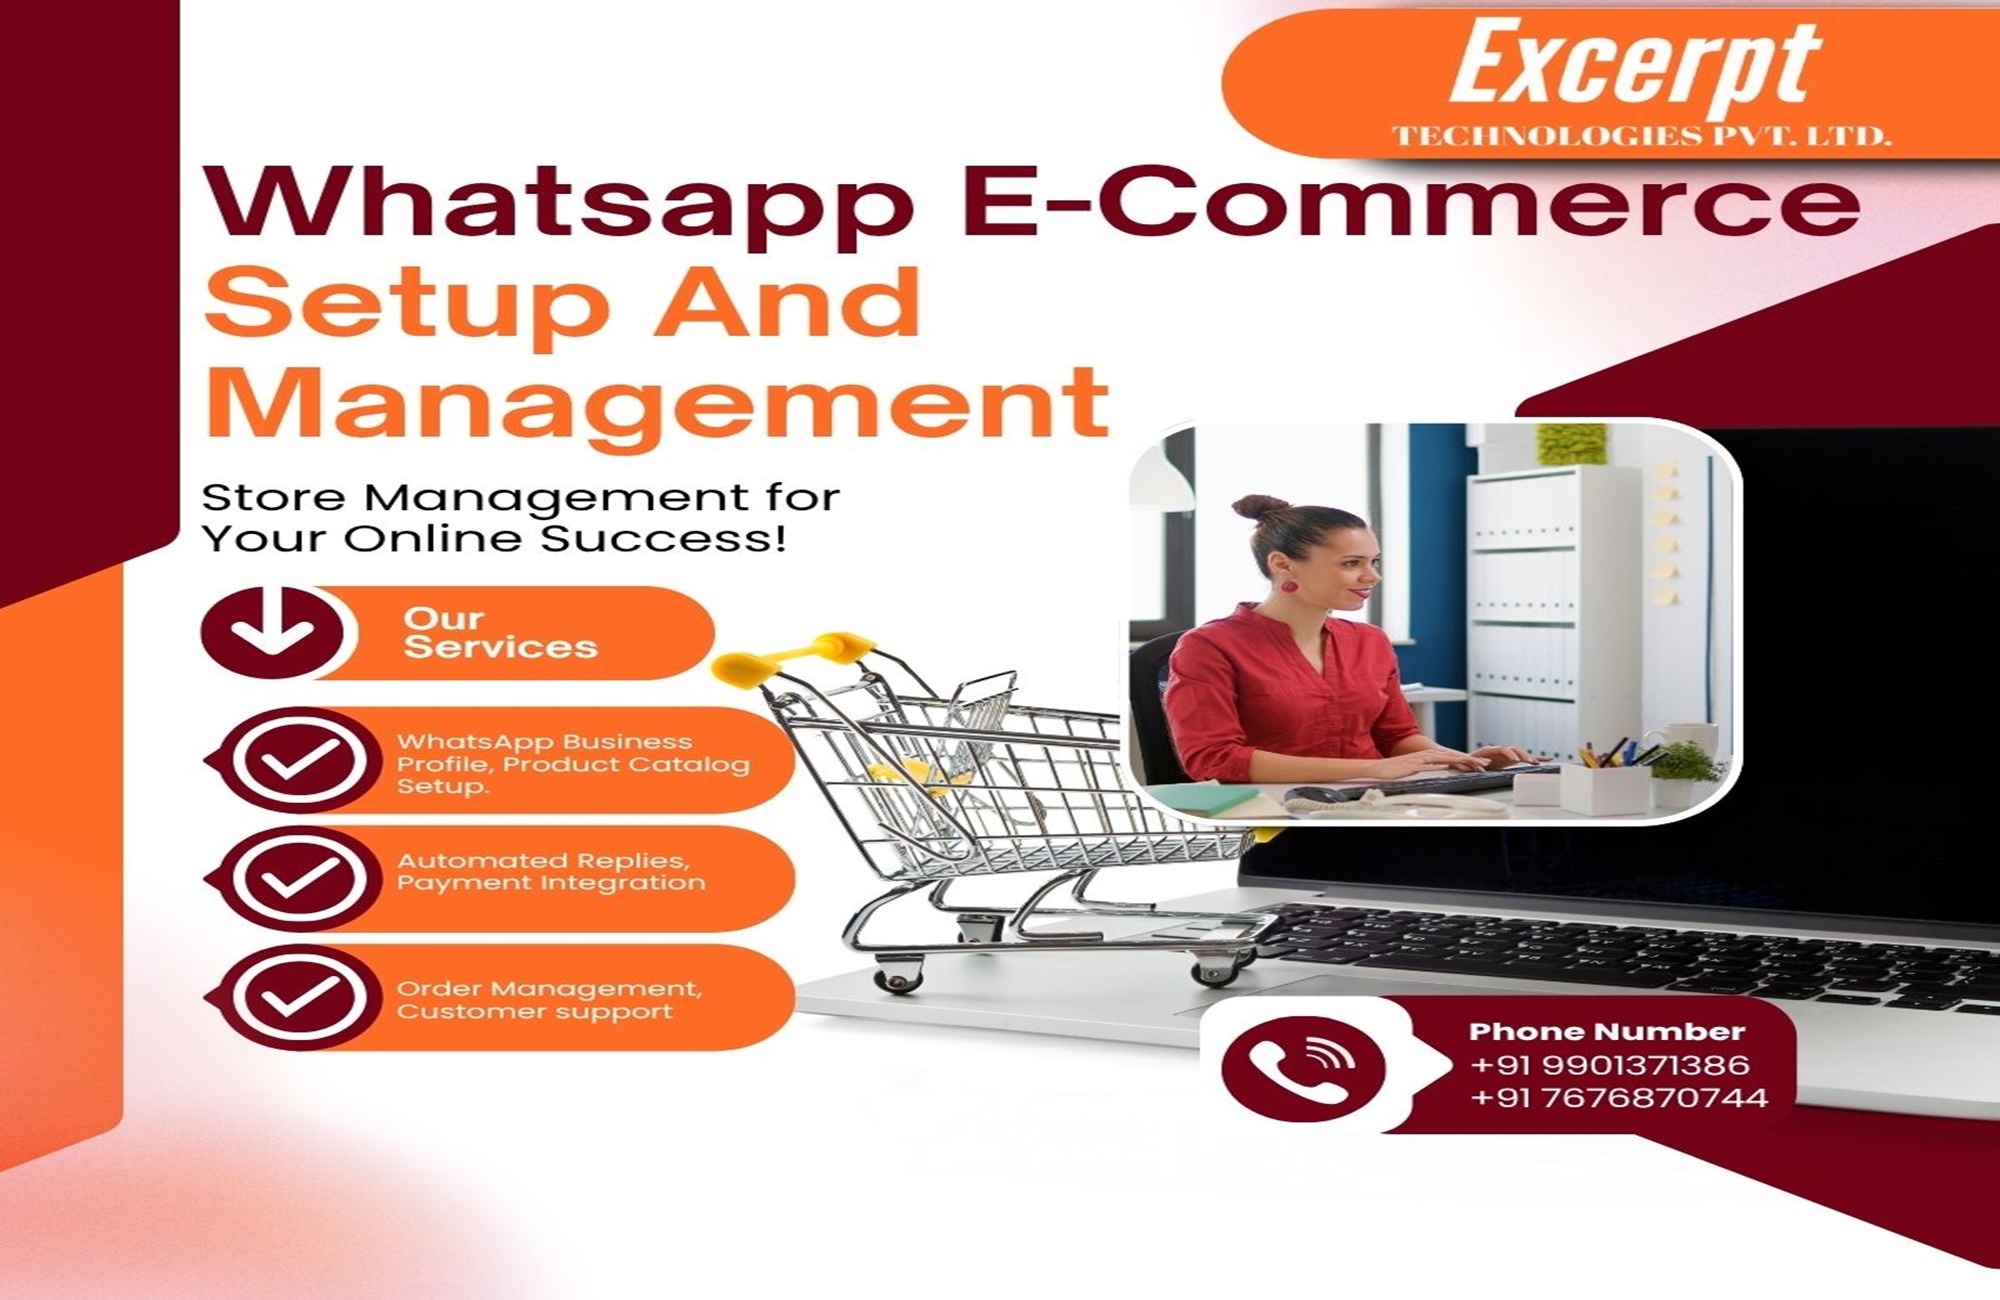 Excerpt
TECHNOLOGIES PVT. LTD.
Whatsapp E-Commerce
Setup And
Management
Store Management for
Your Online Success!
Our
Services
WhatsApp Business
Profile, Product Catalog
Setup.
Automated Replies,
Payment Integration
Order Management,
Customer support
Phone Number
+91 9901371386
+91 7676870744